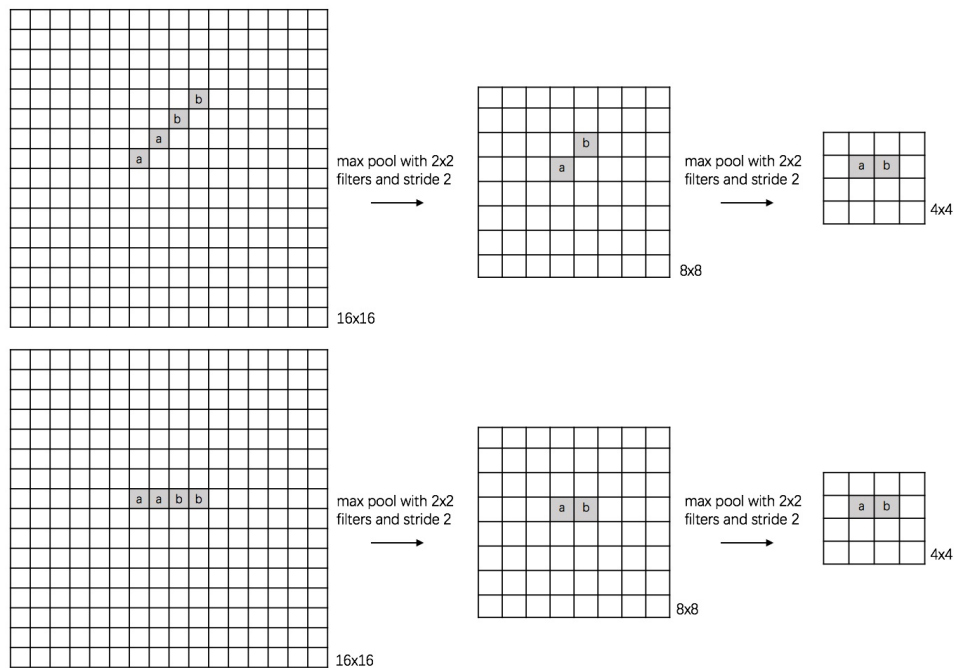 b
b
a
a
max pool with 2x2
filters and stride 2
16x16
b
a
max pool with 2x2
filters and stride 2
8x8
a b
4x4
a a b b
max pool with 2x2
filters and stride 2
16x16
a b
max pool with 2x2
filters and stride 2
8x8
a b
4x4